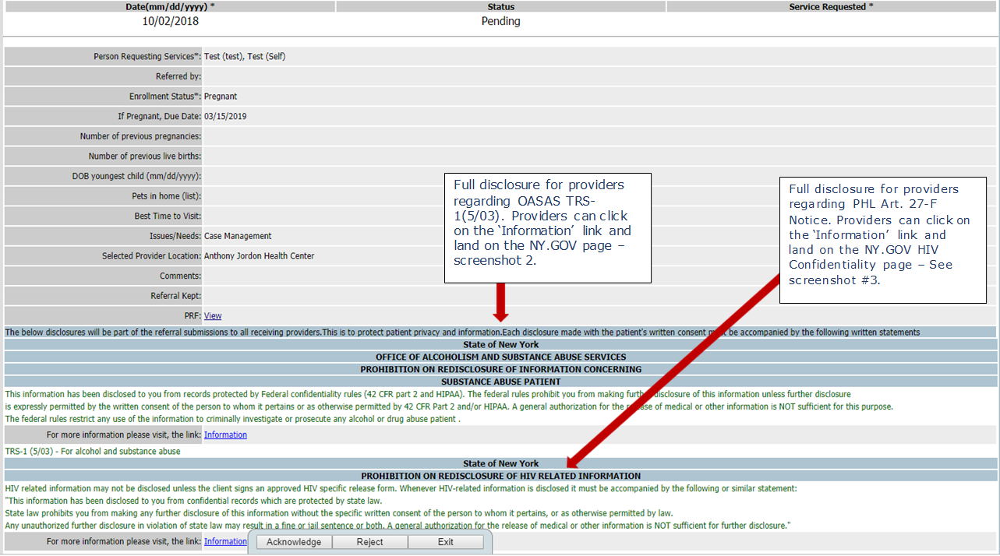 Date(mm/dd/yyyy) * Status Service Requested *
10/02/2018 Pending
Person Requesting Services*: Test (test), Test (Self)
Referred by:
Enrollment Status*: Pregnant
If Pregnant, Due Date: 03/15/2019
Number of previous pregnancies:
Number of previous live births:
DOB youngest child (mm/dd/yyyy):
Pets in home (list):
Best Time to Visit:
Issues/Needs: Case Management
Selected Provider Location: Anthony Jordon Health Center
Comments:
Referral Kept:
PRF: View
Full disclosure for providers
regarding OASAS TRS-
1(5/03). Providers can click
on the ‘Information’ link and
land on the NY.GOV page –
screenshot 2.
Full disclosure for providers
regarding PHL Art. 27-F
Notice. Providers can click on
the ‘Information’ link and
land on the NY.GOV HIV
Confidentiality page – See
screenshot #3.
The below disclosures will be part of the referral submissions to all receiving providers.This is to protect patient privacy and information.Each disclosure made with the patient's written consent must be accompanied by the following written statements
State of New York
OFFICE OF ALCOHOLISM AND SUBSTANCE ABUSE SERVICES
PROHIBITION ON REDISCLOSURE OF INFORMATION CONCERNING
SUBSTANCE ABUSE PATIENT
This information has been disclosed to you from records protected by Federal confidentiality rules (42 CFR part 2 and HIPAA). The federal rules prohibit you from making further disclosure of this information unless further disclosure
is expressly permitted by the written consent of the person to whom it pertains or as otherwise permitted by 42 CFR Part 2 and/or HIPAA. A general authorization for the release of medical or other information is NOT sufficient for this purpose.
The federal rules restrict any use of the information to criminally investigate or prosecute any alcohol or drug abuse patient .
For more information please visit, the link: Information
TRS-1 (5/03) - For alcohol and substance abuse
State of New York
PROHIBITION ON REDISCLOSURE OF HIV RELATED INFORMATION
HIV related information may not be disclosed unless the client signs an approved HIV specific release form. Whenever HIV-related information is disclosed it must be accompanied by the following or similar statement:
"This information has been disclosed to you from confidential records which are protected by state law.
State law prohibits you from making any further disclosure of this information without the specific written consent of the person to whom it pertains, or as otherwise permitted by law.
Any unauthorized further disclosure in violation of state law may result in a fine or jail sentence or both. A general authorization for the release of medical or other information is NOT sufficient for further disclosure."
For more information please visit, the link: Information
Acknowledge Reject Exit